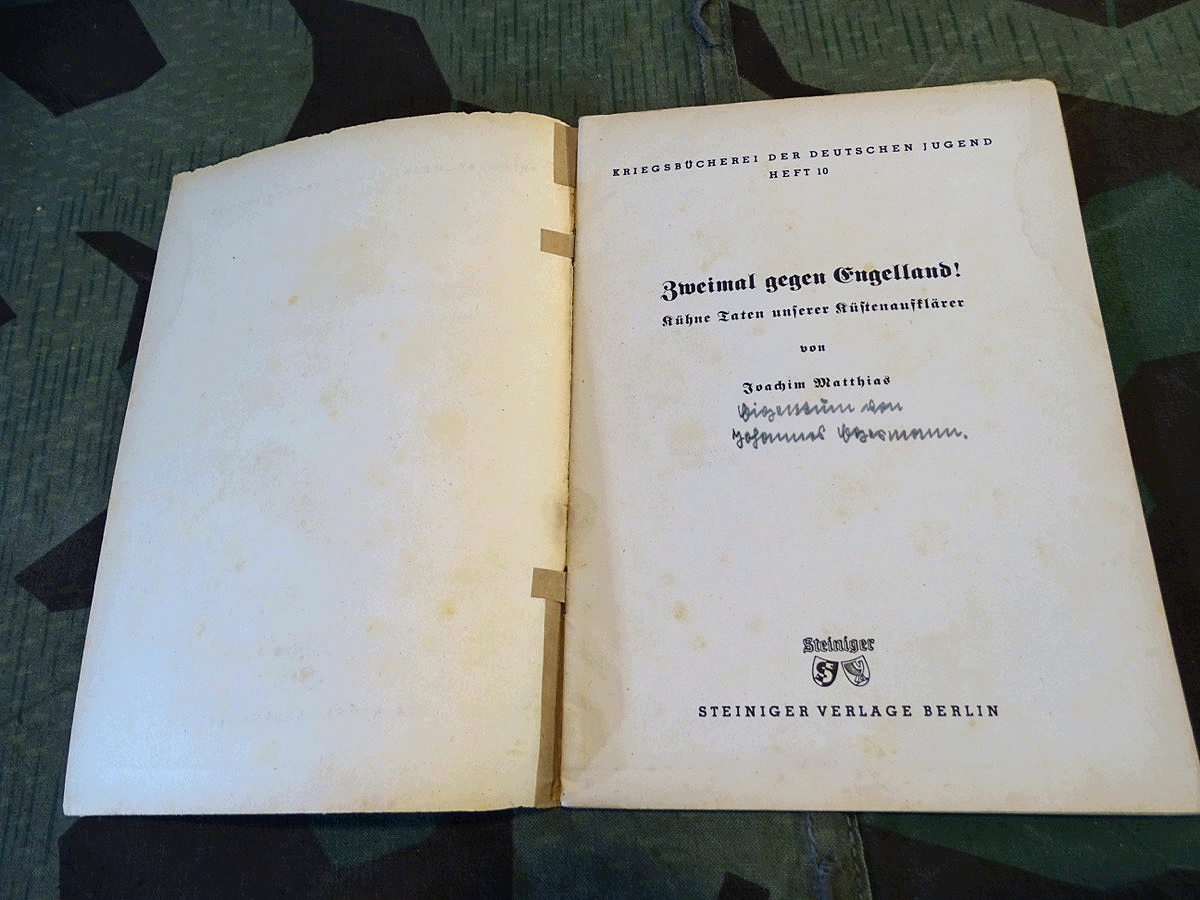 KRIEGSBÜCHEREI DER DEUTSCHEN JUGEND
HEFT 10
Zweimal gegen Engelland!
Kühne Taten unſerer Küſtenaufklärer
von
Joachim Matthias
Eigentum von
Johannes Egermann.
Steiniger
STEINIGER VERLAGE BERLIN